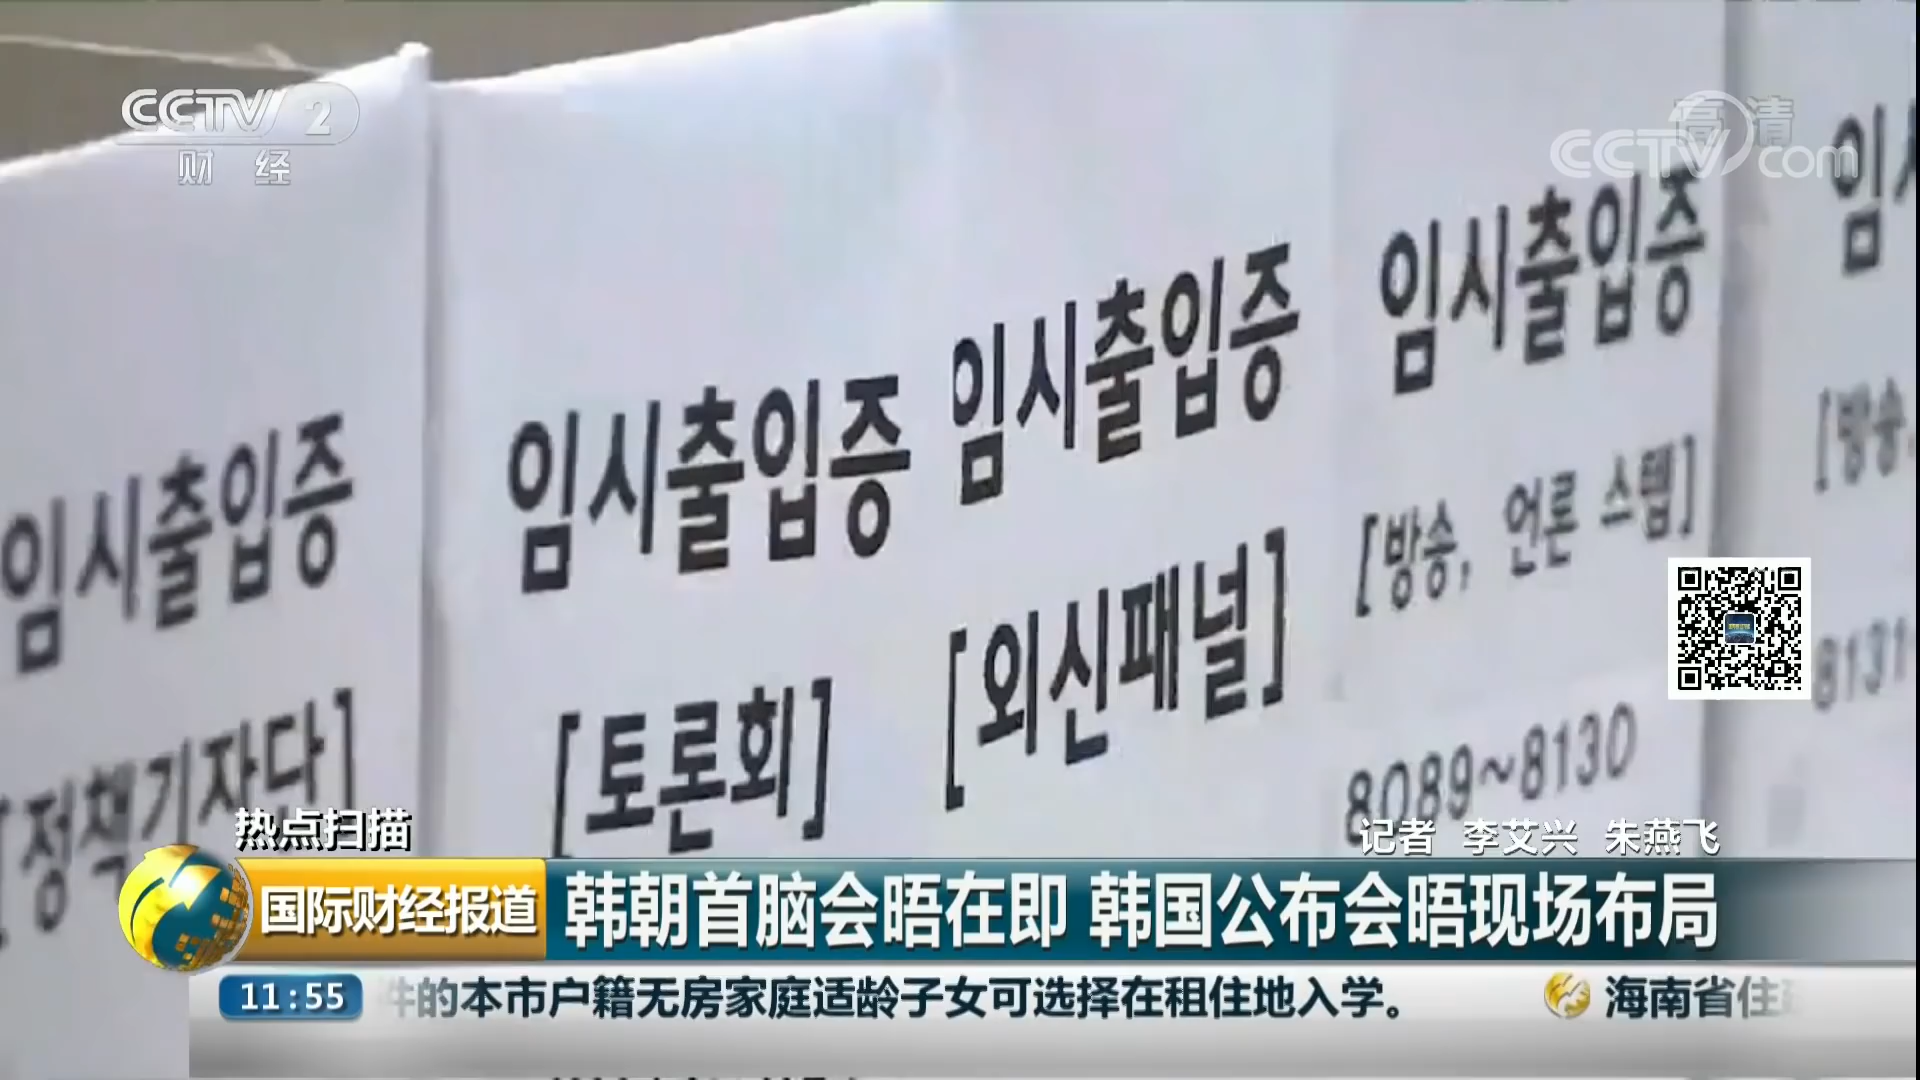 CCTV 2
财经
高清
CCTV com
임시출입증
임시출입증
임시출입증
임시출입증
[정책기자단]
[토론회]
[외신패널]
[방송, 언론 스텝]
[방송,
8089~8130
8131
热点扫描
记者 李艾兴 朱燕飞
国际财经报道
韩朝首脑会晤在即 韩国公布会晤现场布局
11:55
件的本市户籍无房家庭适龄子女可选择在租住地入学。
海南省住